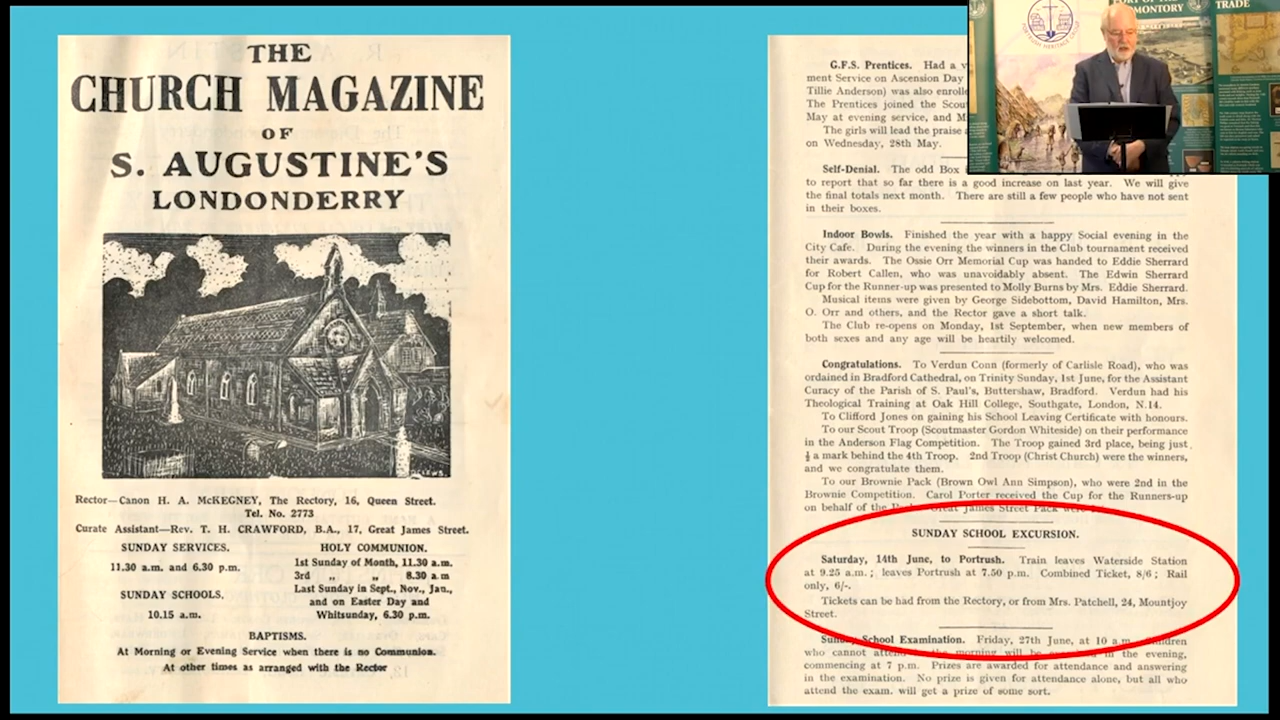 THE
CHURCH MAGAZINE
OF
S. AUGUSTINE'S
LONDONDERRY
Rector—Canon H. A. McKEGNEY, The Rectory, 16, Queen Street.
Tel. No. 2773
Curate Assistant—Rev. T. H. CRAWFORD, B.A., 17, Great James Street.
SUNDAY SERVICES.
11.30 a.m. and 6.30 p.m.
SUNDAY SCHOOLS.
10.15 a.m.
HOLY COMMUNION.
1st Sunday of Month, 11.30 a.m.
3rd „ „ 8.30 a.m
Last Sunday in Sept., Nov., Jan.,
and on Easter Day and
Whitsunday, 6.30 p.m.
BAPTISMS.
At Morning or Evening Service when there is no Communion.
At other times as arranged with the Rector
G.F.S. Prentices. Had a
ment Service on Ascension Day
Tillie Anderson) was also
The Prentices joined the
May at evening service, and
The girls will lead the praise
on Wednesday, 28th May.
Self-Denial. The odd Box
to report that so far there is a good increase on last year. We will give
the final totals next month. There are still a few people who have not sent
in their boxes.
Indoor Bowls. Finished the year with a happy Social evening in the
City Cafe. During the evening the winners in the Club tournament received
their awards. The Ossie Orr Memorial Cup was handed to Eddie Sherrard
for Robert Callen, who was unavoidably absent. The Edwin Sherrard
Cup for the Runner-up was presented to Molly Burns by Mrs. Eddie Sherrard.
Musical items were given by George Sidebottom, David Hamilton, Mrs.
O. Orr and others, and the Rector gave a short talk.
The Club re-opens on Monday, 1st September, when new members of
both sexes and any age will be heartily welcomed.
Congratulations. To Verdun Conn (formerly of Carlisle Road), who was
ordained in Bradford Cathedral, on Trinity Sunday, 1st June, for the Assistant
Curacy of the Parish of S. Paul's, Buttershaw, Bradford. Verdun had his
Theological Training at Oak Hill College, Southgate, London, N.14.
To Clifford Jones on gaining his School Leaving Certificate with honours.
To our Scout Troop (Scoutmaster Gordon Whiteside) on their performance
in the Anderson Flag Competition. The Troop gained 3rd place, being just
½ a mark behind the 4th Troop. 2nd Troop (Christ Church) were the winners,
and we congratulate them.
To our Brownie Pack (Brown Owl Ann Simpson), who were 2nd in the
Brownie Competition. Carol Porter received the Cup for the Runners-up
on behalf of the Great James Street Pack were
SUNDAY SCHOOL EXCURSION.
Saturday, 14th June, to Portrush. Train leaves Waterside Station
at 9.25 a.m.; leaves Portrush at 7.50 p.m. Combined Ticket, 8/6; Rail
only, 6/-.
Tickets can be had from the Rectory, or from Mrs. Patchell, 24, Mountjoy
Street.
Sunday School Examination. Friday, 27th June, at 10 a.m. Children
who cannot attend the morning will be in the evening,
commencing at 7 p.m. Prizes are awarded for attendance and answering
in the examination. No prize is given for attendance alone, but all who
attend the exam. will get a prize of some sort.
TRADE